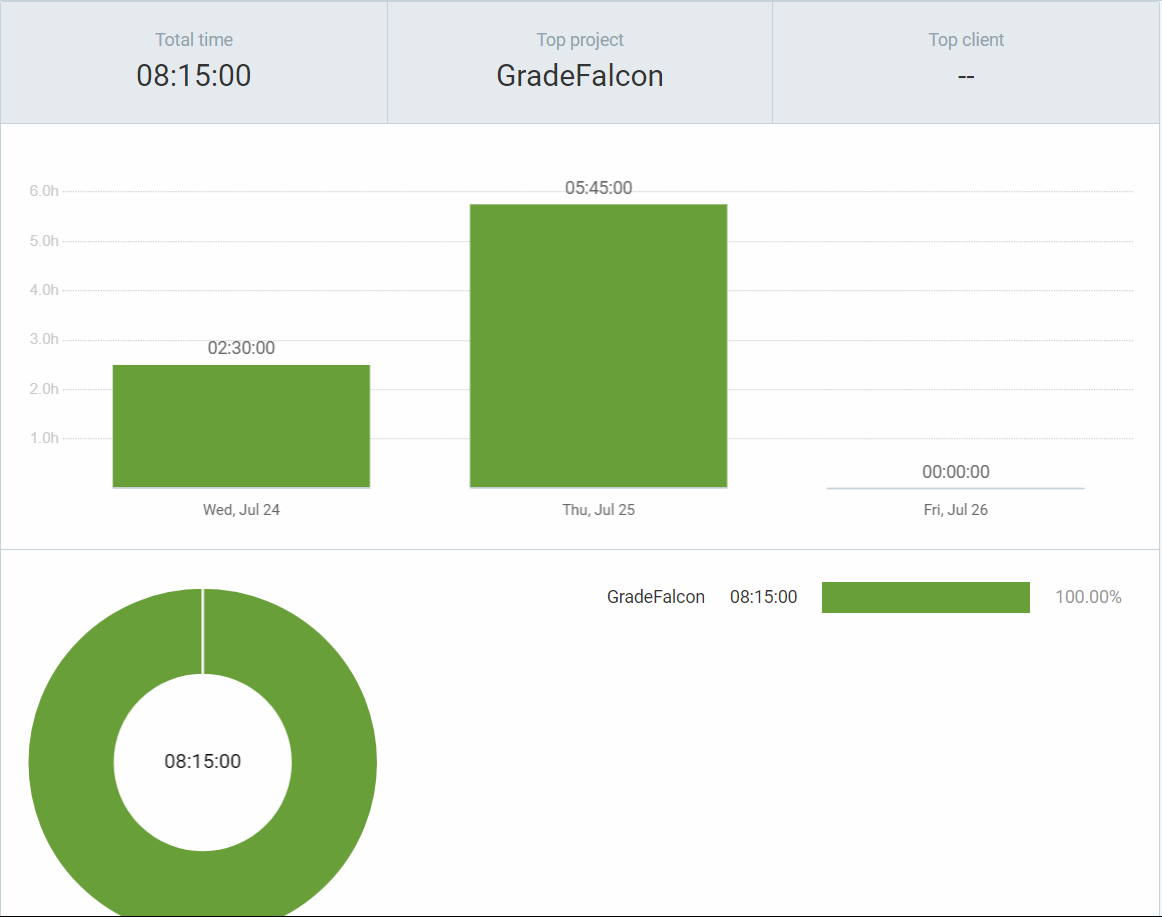 Total time
Top project
Top client
08:15:00
GradeFalcon
--
6.0h
05:45:00
5.0h
4.0h
3.0h
02:30:00
2.0h
1.0h
00:00:00
Wed, Jul 24
Thu, Jul 25
Fri, Jul 26
GradeFalcon 08:15:00 100.00%
08:15:00